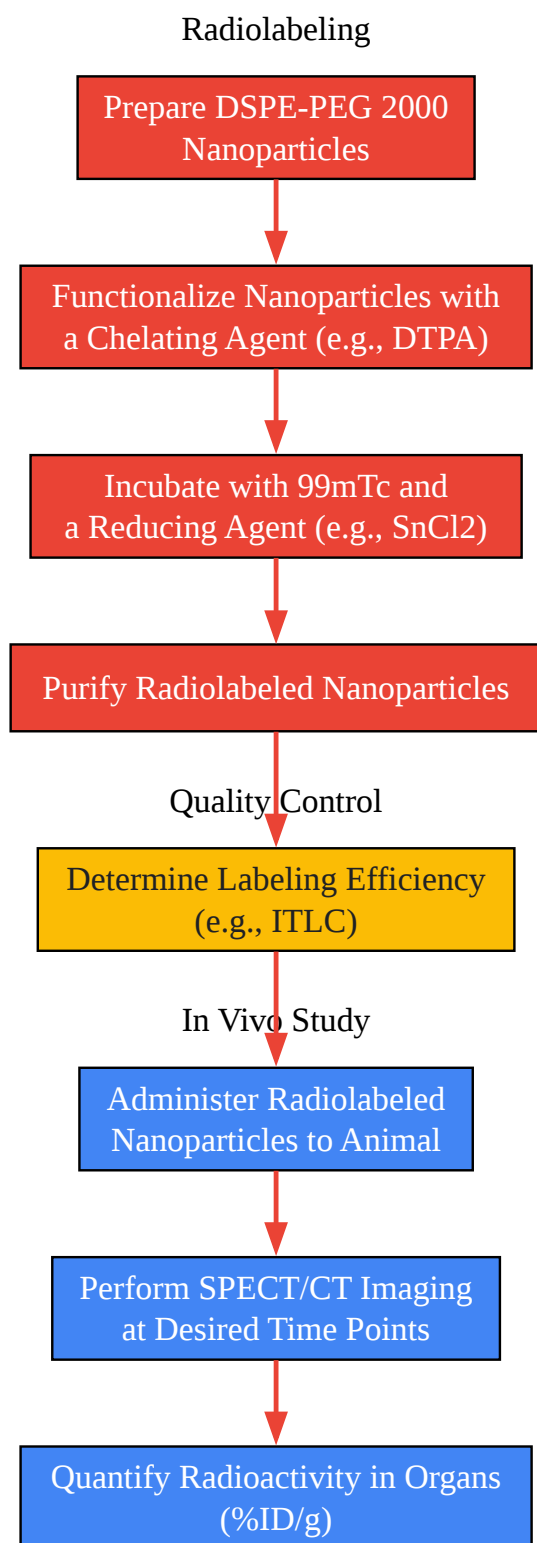 Radiolabeling
Prepare DSPE-PEG 2000
Nanoparticles
Functionalize Nanoparticles with
a Chelating Agent (e.g., DTPA)
Incubate with 99mTc and
a Reducing Agent (e.g., SnCl2)
Purify Radiolabeled Nanoparticles
Quality Control
Determine Labeling Efficiency
(e.g., ITLC)
In Vivo Study
Administer Radiolabeled
Nanoparticles to Animal
Perform SPECT/CT Imaging
at Desired Time Points
Quantify Radioactivity in Organs
(%ID/g)